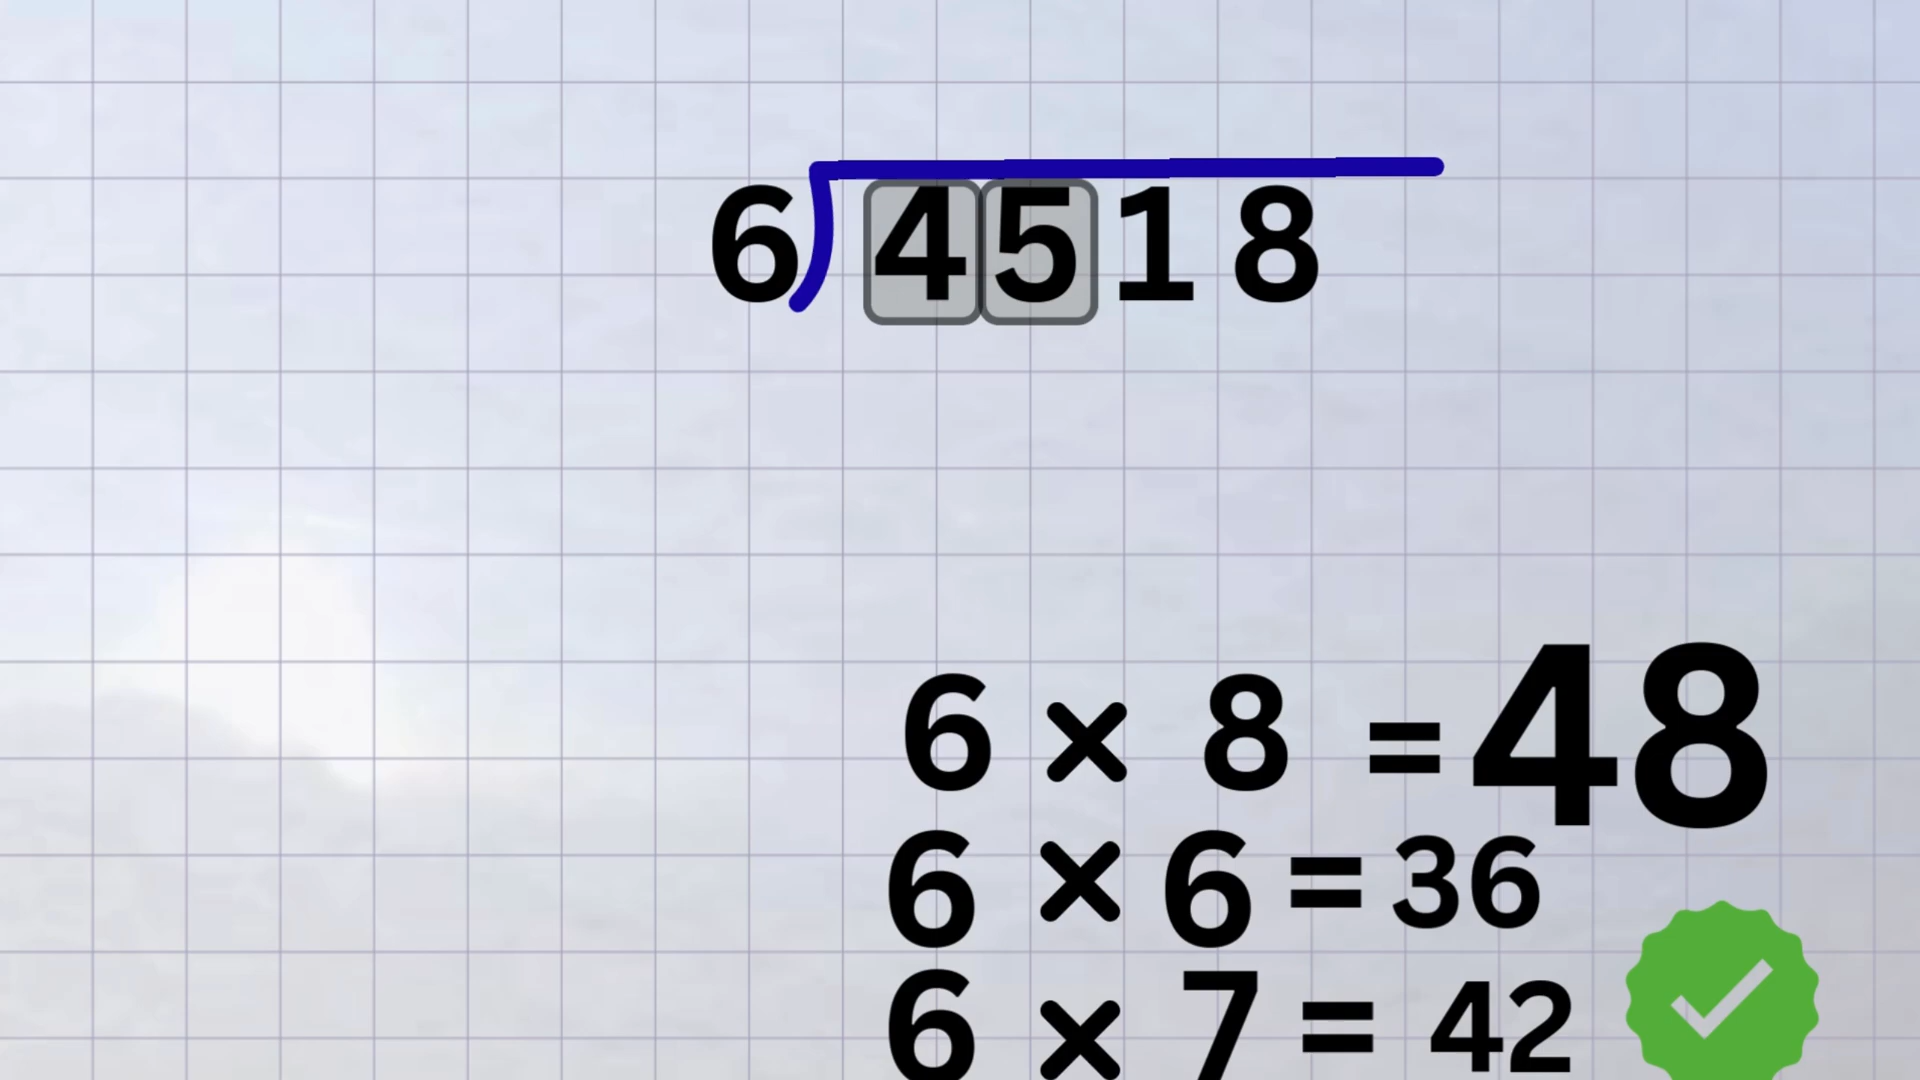 6 4518
6 × 8 = 48
6 × 6 = 36
6 × 7 = 42